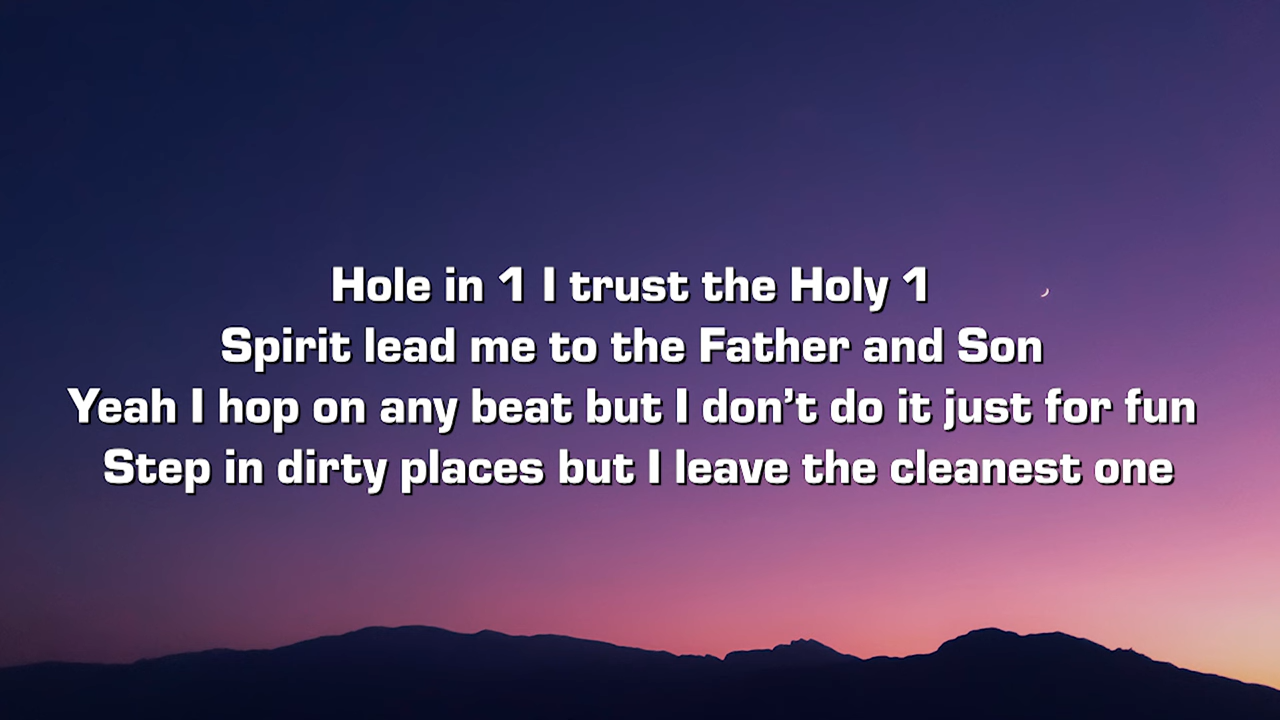 Hole in 1 I trust the Holy 1
Spirit lead me to the Father and Son
Yeah I hop on any beat but I don’t do it just for fun
Step in dirty places but I leave the cleanest one